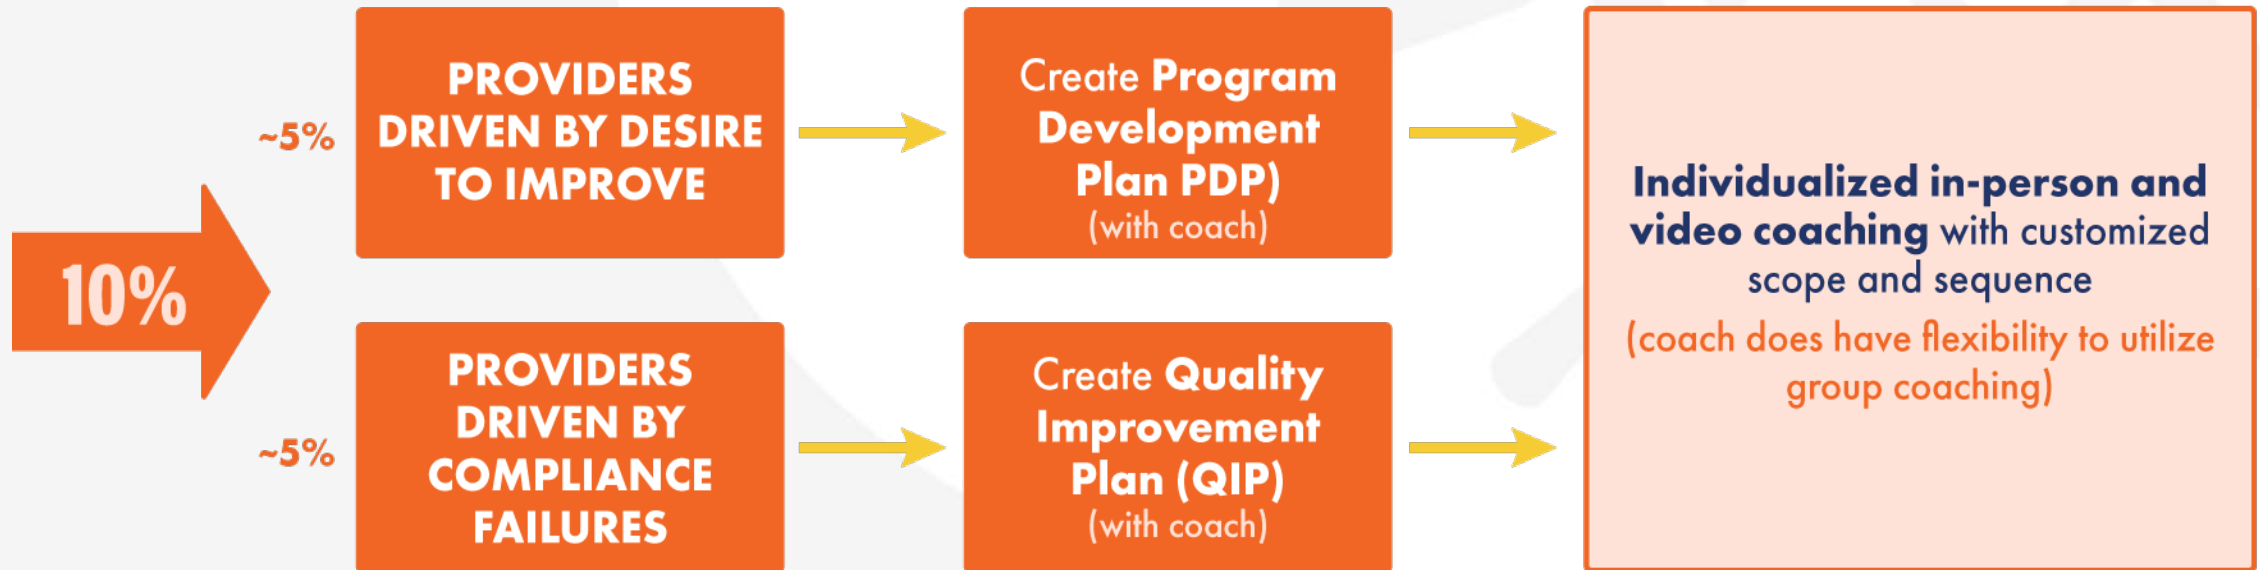 10%
~5%
PROVIDERS
DRIVEN BY DESIRE
TO IMPROVE
Create Program
Development
Plan PDP)
(with coach)
~5%
PROVIDERS
DRIVEN BY
COMPLIANCE
FAILURES
Create Quality
Improvement
Plan (QIP)
(with coach)
Individualized in-person and
video coaching with customized
scope and sequence
(coach does have flexibility to utilize
group coaching)